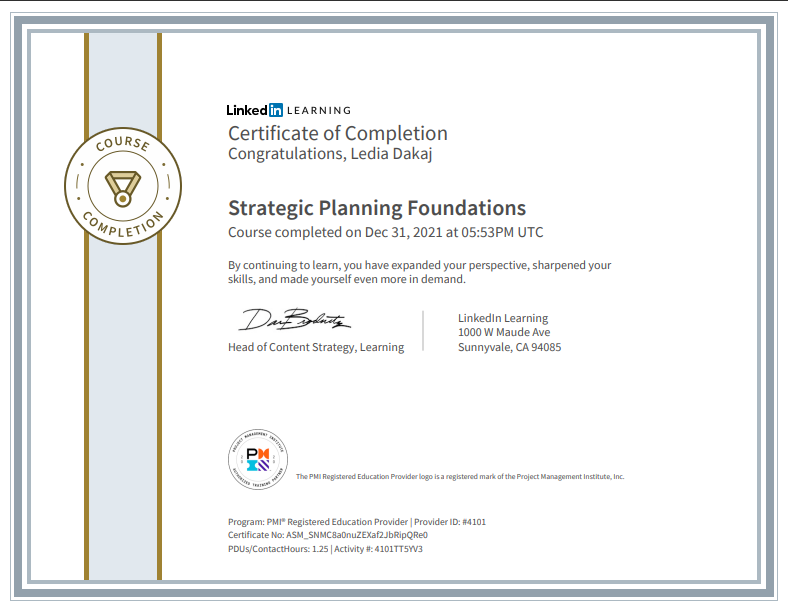 COURSE
COMPLETION
Linked in LEARNING
Certificate of Completion
Congratulations, Ledia Dakaj
Strategic Planning Foundations
Course completed on Dec 31, 2021 at 05:53PM UTC
By continuing to learn, you have expanded your perspective, sharpened your
skills, and made yourself even more in demand.
Head of Content Strategy, Learning
LinkedIn Learning
1000 W Maude Ave
Sunnyvale, CA 94085
PROJECT MANAGEMENT INSTITUTE
PMI
AUTHORIZED TRAINING PARTNER
The PMI Registered Education Provider logo is a registered mark of the Project Management Institute, Inc.
Program: PMI® Registered Education Provider | Provider ID: #4101
Certificate No: ASM_SNMC8a0nuZEXaf2JbRipQRe0
PDUs/ContactHours: 1.25 | Activity #: 4101TT5YV3